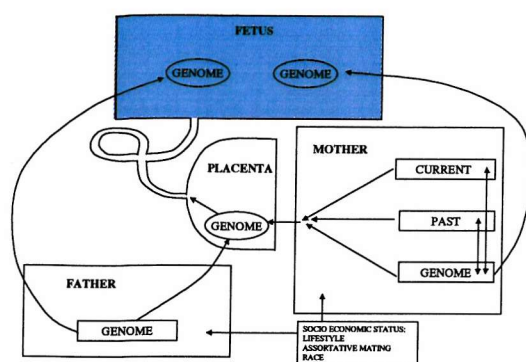 FETUS
GENOME
GENOME
MOTHER
PLACENTA
CURRENT
PAST
GENOME
GENOME
FATHER
GENOME
SOCIO ECONOMIC STATUS:
LIFESTYLE
ASSORTATIVE MATING
RACE